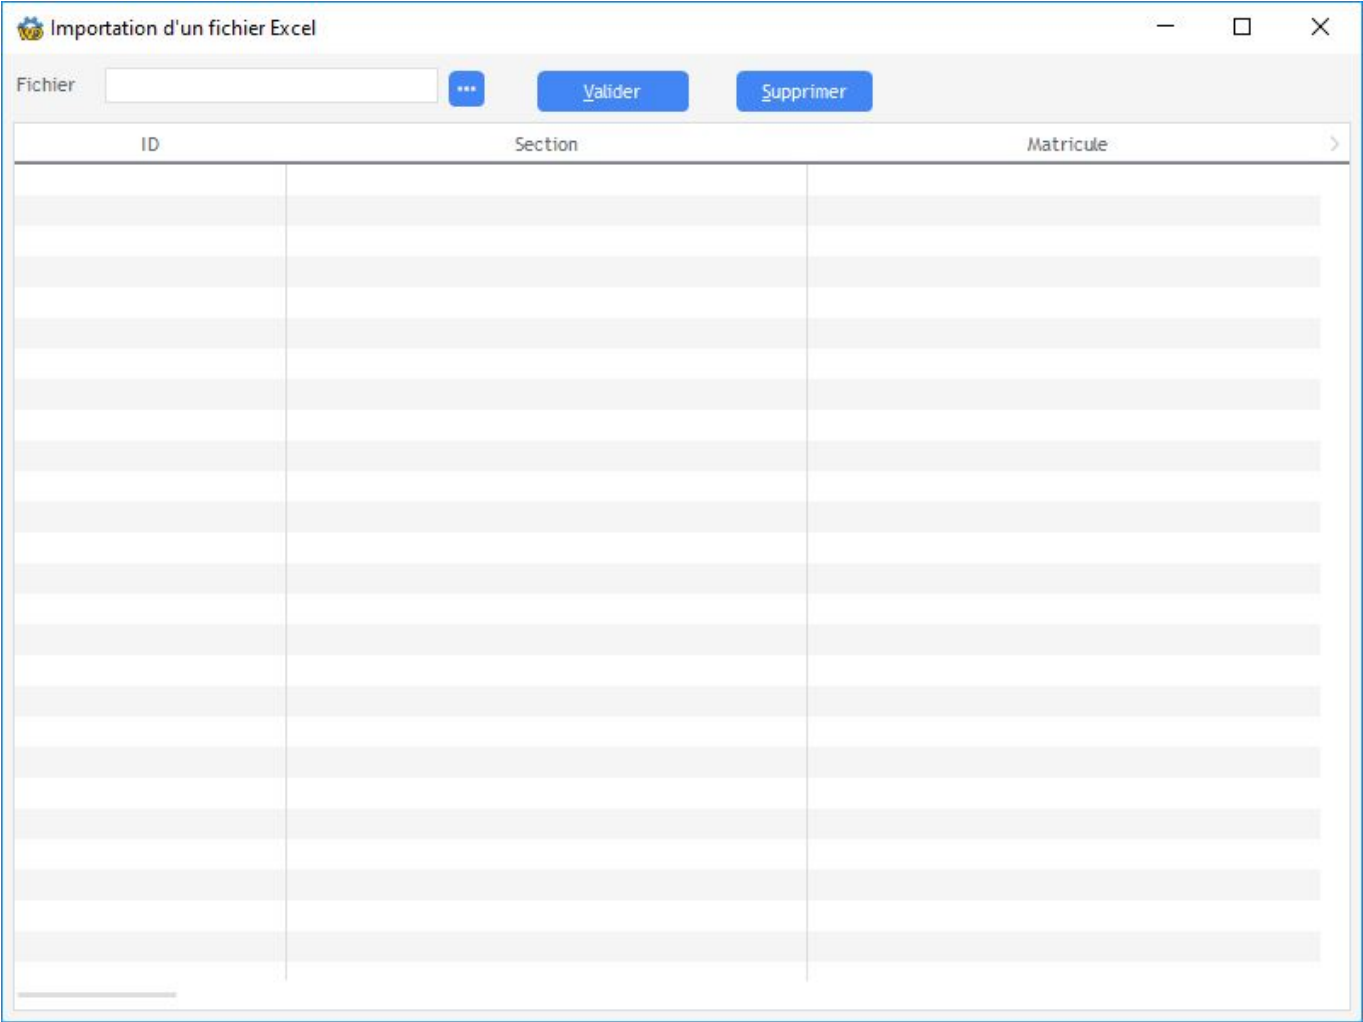 Importation d'un fichier Excel
Fichier ... Valider Supprimer
ID Section Matricule